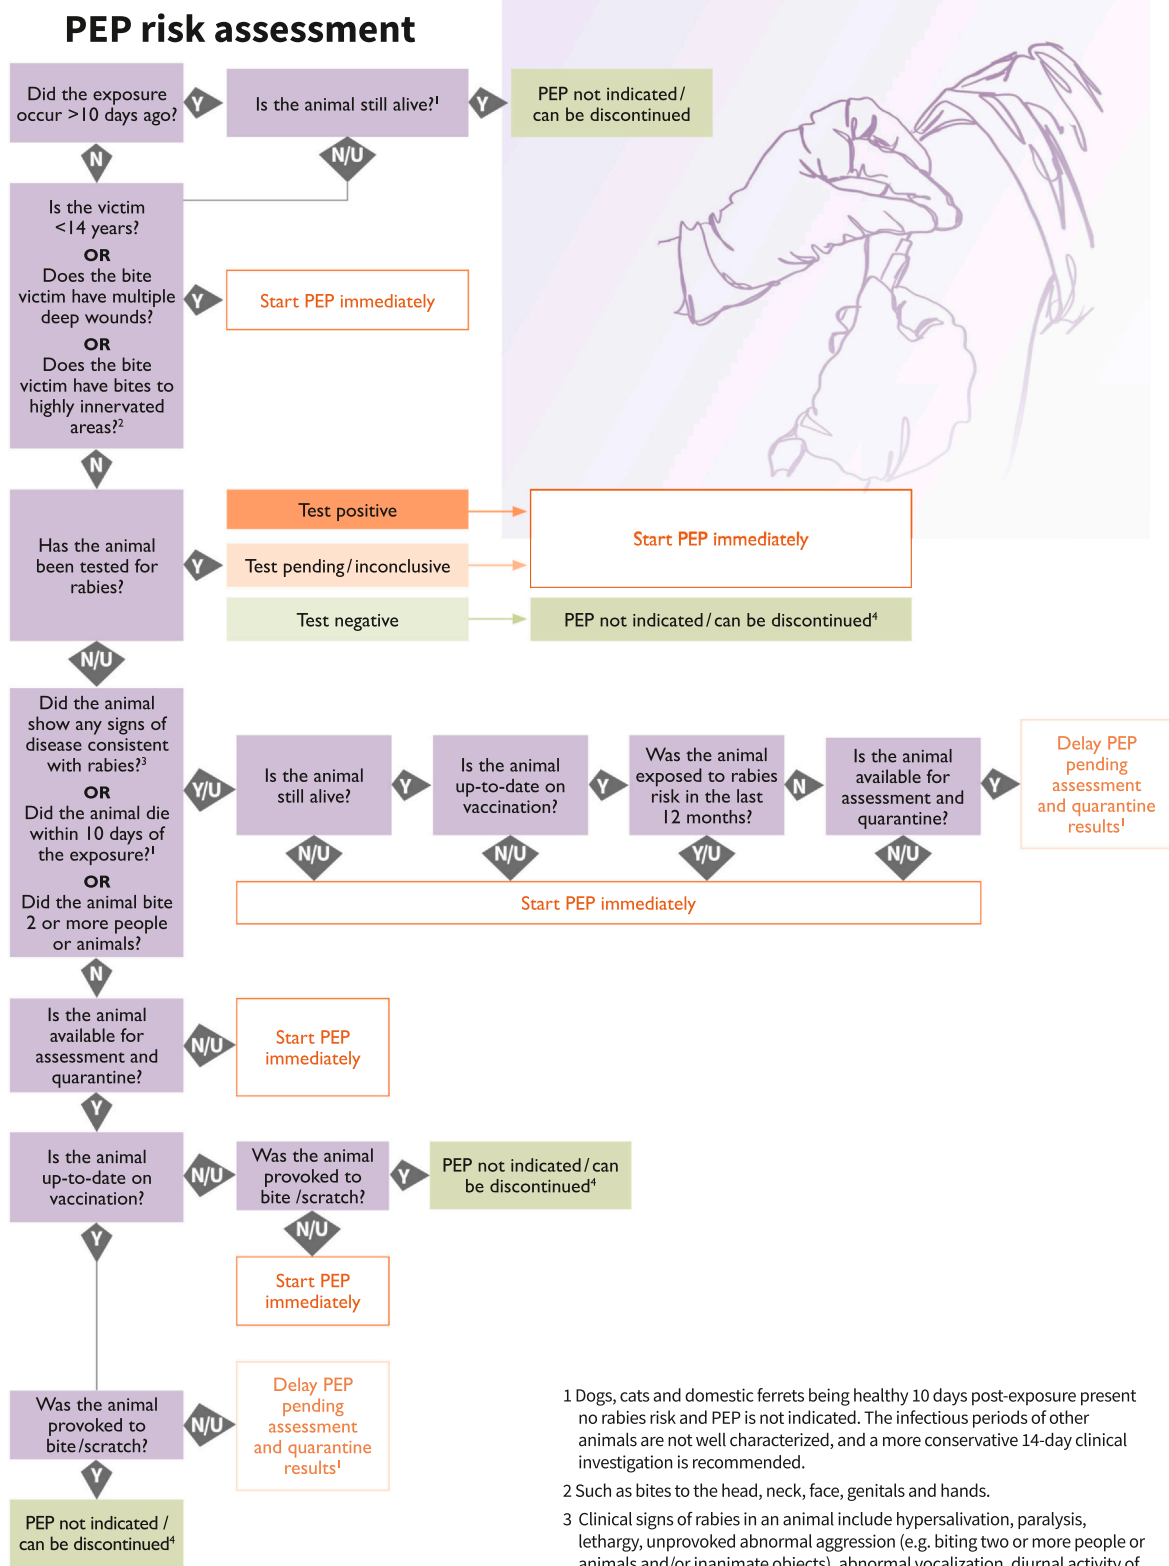 PEP risk assessment
Did the exposure
occur >10 days ago?
Y
Is the animal still alive?¹
Y
PEP not indicated/
can be discontinued
N
N/U
Is the victim
<14 years?
OR
Does the bite
victim have multiple
deep wounds?
OR
Does the bite
victim have bites to
highly innervated
areas?²
Y
Start PEP immediately
N
Has the animal
been tested for
rabies?
Y
Test positive
Test pending/inconclusive
Start PEP immediately
Test negative
PEP not indicated/can be discontinued⁴
N/U
Did the animal
show any signs of
disease consistent
with rabies?³
OR
Did the animal die
within 10 days of
the exposure?¹
OR
Did the animal bite
2 or more people
or animals?
Y/U
Is the animal
still alive?
Y
Is the animal
up-to-date on
vaccination?
Y
Was the animal
exposed to rabies
risk in the last
12 months?
N
Is the animal
available for
assessment and
quarantine?
Y
Delay PEP
pending
assessment
and quarantine
results¹
N/U
N/U
Y/U
N/U
Start PEP immediately
N
Is the animal
available for
assessment and
quarantine?
N/U
Start PEP
immediately
Y
Is the animal
up-to-date on
vaccination?
N/U
Was the animal
provoked to
bite/scratch?
Y
PEP not indicated/can
be discontinued⁴
N/U
Start PEP
immediately
Y
Was the animal
provoked to
bite/scratch?
N/U
Delay PEP
pending
assessment
and quarantine
results¹
Y
PEP not indicated/
can be discontinued⁴
1 Dogs, cats and domestic ferrets being healthy 10 days post-exposure present
no rabies risk and PEP is not indicated. The infectious periods of other
animals are not well characterized, and a more conservative 14-day clinical
investigation is recommended.
2 Such as bites to the head, neck, face, genitals and hands.
3 Clinical signs of rabies in an animal include hypersalivation, paralysis,
lethargy, unprovoked abnormal aggression (e.g. biting two or more people or
animals and/or inanimate objects), abnormal vocalization, diurnal activity of